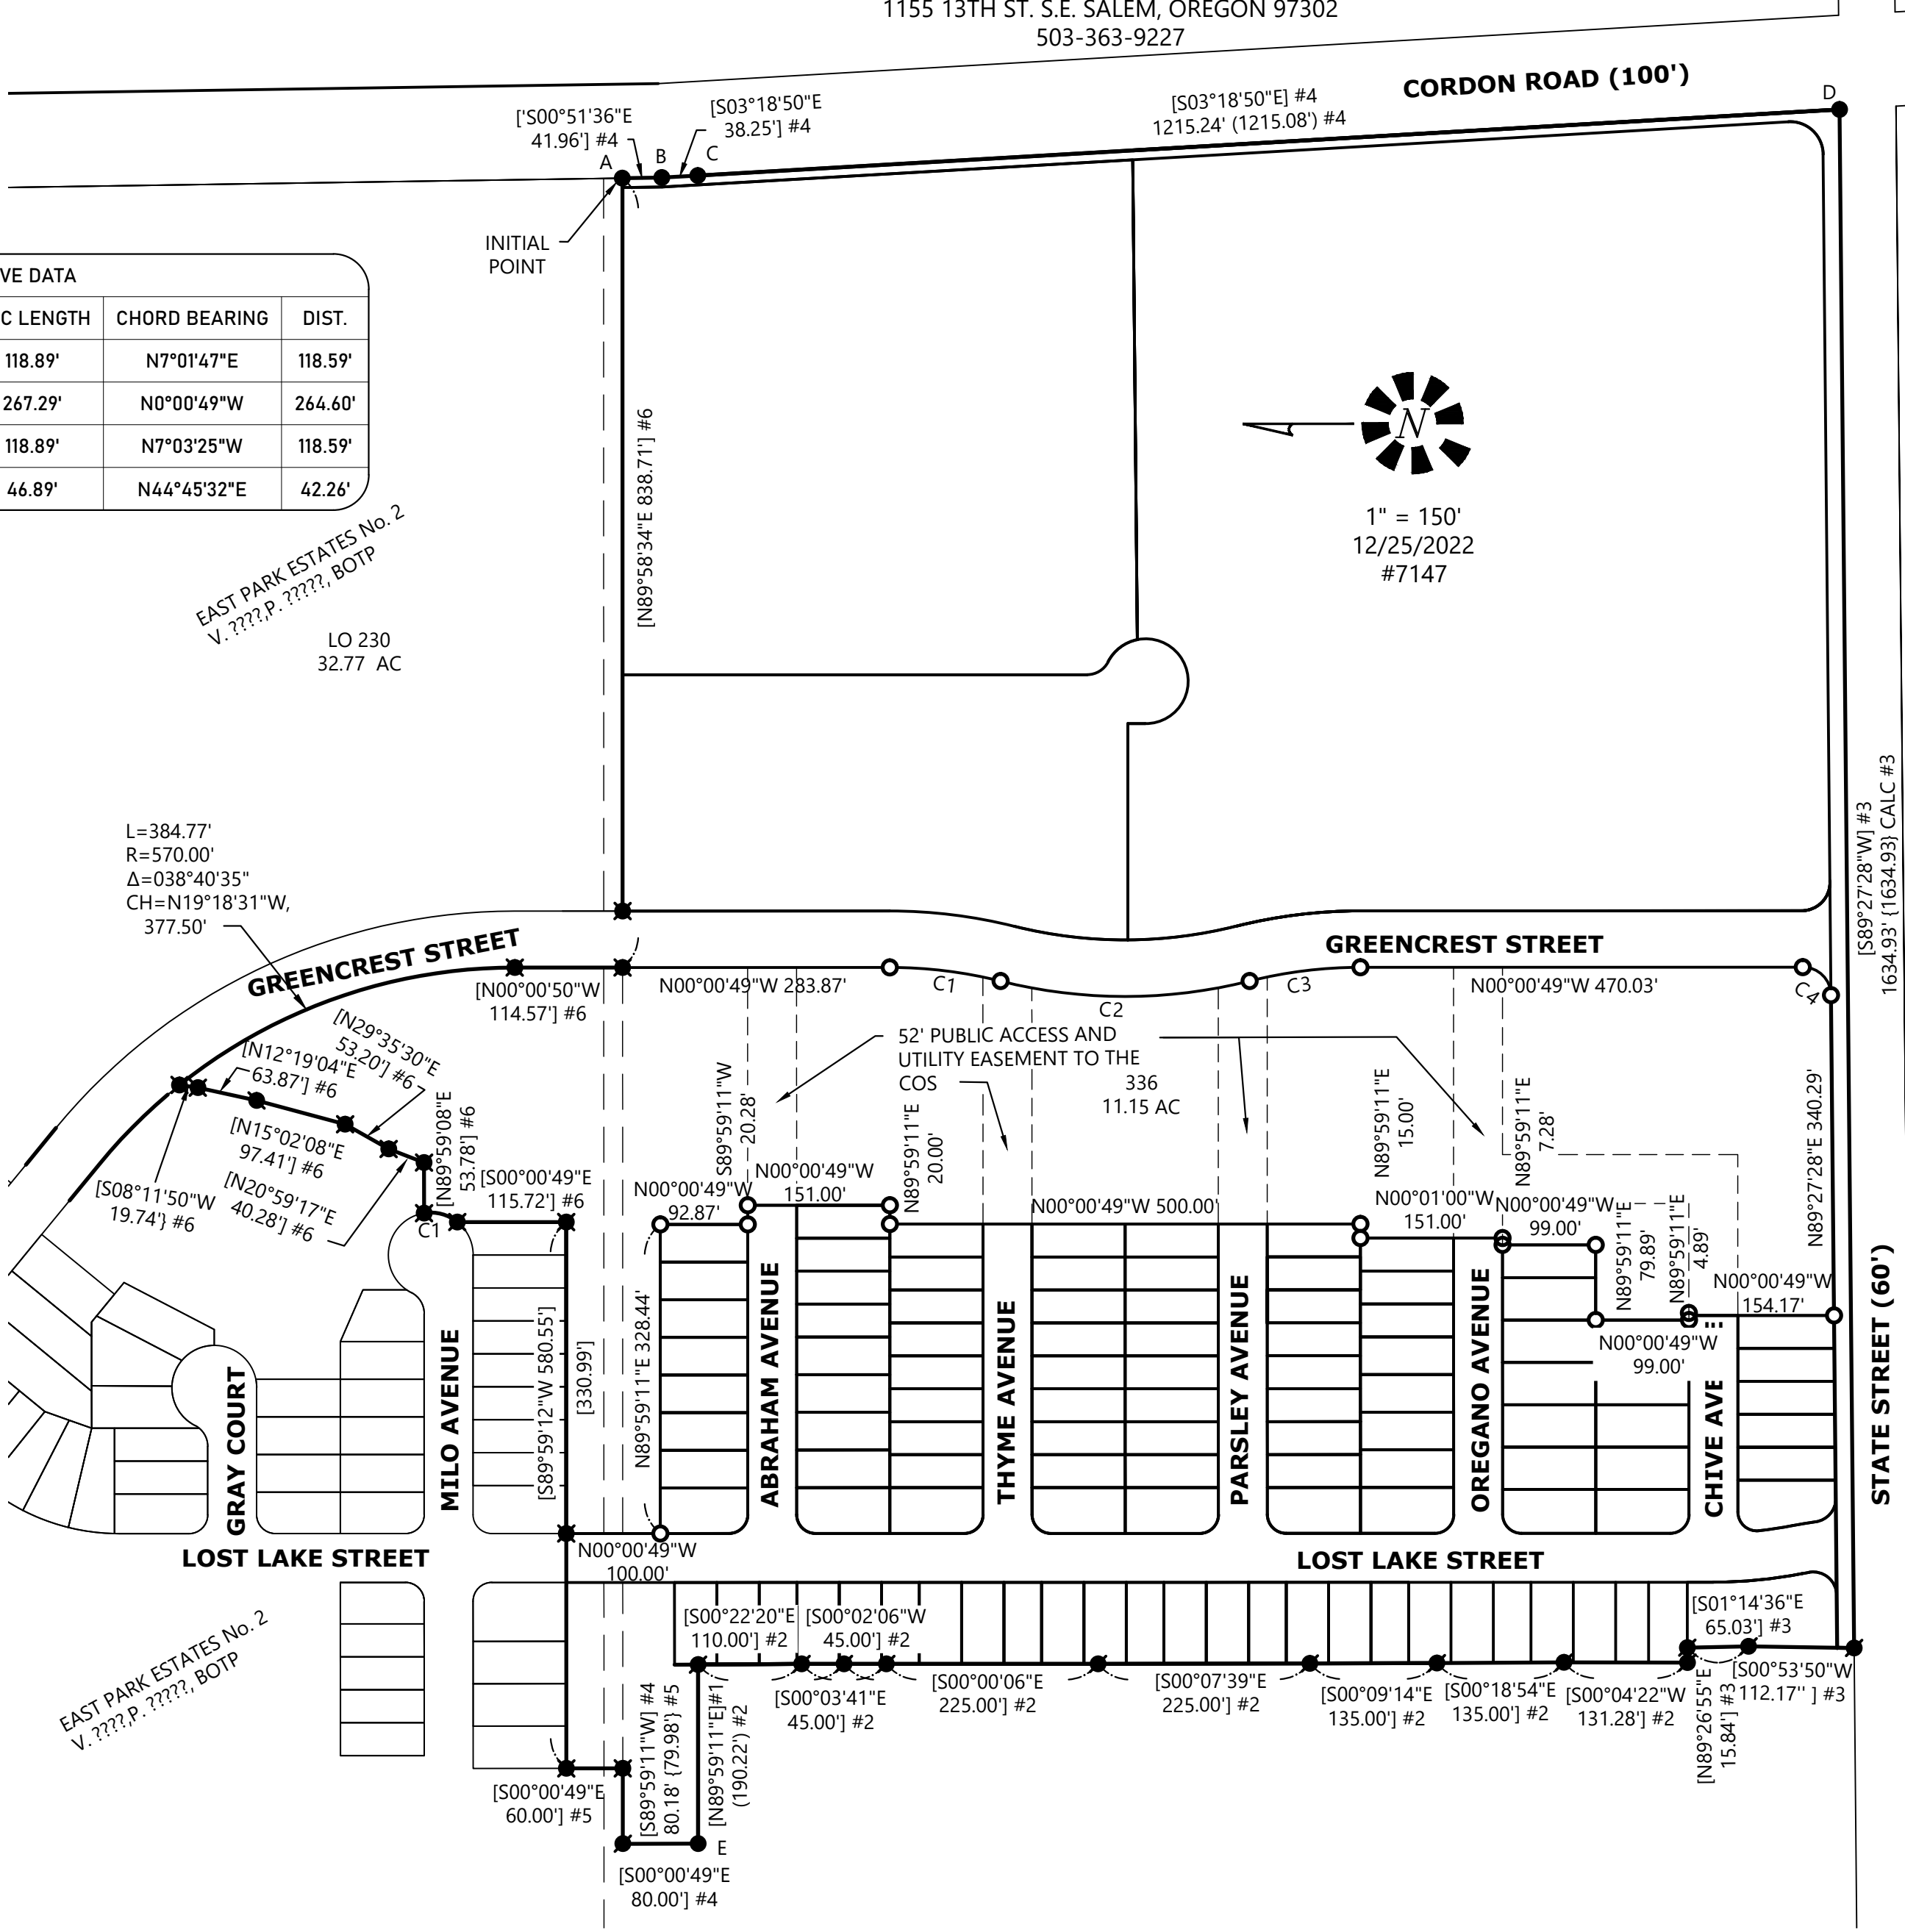 1155 13TH ST. S.E. SALEM, OREGON 97302
503-363-9227
CORDON ROAD (100')
D
['S00°51'36"E
41.96'] #4
[S03°18'50"E
38.25'] #4
[S03°18'50"E] #4
1215.24' (1215.08') #4
A
B
C
INITIAL
POINT
VE DATA
C LENGTH CHORD BEARING DIST.
118.89' N7°01'47"E 118.59'
267.29' N0°00'49"W 264.60'
118.89' N7°03'25"W 118.59'
46.89' N44°45'32"E 42.26'
EAST PARK ESTATES No. 2
V. ????,P. ?????, BOTP
LO 230
32.77 AC
[N89°58'34"E 838.71'] #6
N
1" = 150'
12/25/2022
#7147
L=384.77'
R=570.00'
Δ=038°40'35"
CH=N19°18'31"W,
377.50'
GREENCREST STREET
GREENCREST STREET
[S89°27'28"W] #3
1634.93' {1634.93} CALC #3
[N00°00'50"W
114.57'] #6
N00°00'49"W 283.87'
C1
C2
C3
N00°00'49"W 470.03'
C4
[N29°35'30"E
53.20'] #6
[N12°19'04"E
63.87'] #6
[N15°02'08"E
97.41'] #6
[N20°59'17"E
40.28'] #6
[S08°11'50"W
19.74'} #6
[N89°59'08"E
53.78'] #6
C1
[S00°00'49"E
115.72'] #6
52' PUBLIC ACCESS AND
UTILITY EASEMENT TO THE
COS
336
11.15 AC
S89°59'11"W
20.28'
N89°59'11"E
20.00'
N89°59'11"E
15.00'
N89°59'11"E
7.28'
N89°27'28"E 340.29'
N00°00'49"W
92.87'
N00°00'49"W
151.00'
N00°00'49"W 500.00'
N00°01'00"W
151.00'
N00°00'49"W
99.00'
N89°59'11"E
79.89'
N89°59'11"E
4.89'
N00°00'49"W
154.17'
N00°00'49"W
99.00'
[S89°59'12"W 580.55']
[330.99']
N89°59'11"E 328.44'
GRAY COURT
MILO AVENUE
ABRAHAM AVENUE
THYME AVENUE
PARSLEY AVENUE
OREGANO AVENUE
CHIVE AVE
STATE STREET (60')
LOST LAKE STREET
LOST LAKE STREET
N00°00'49"W
100.00'
[S00°22'20"E
110.00'] #2
[S00°02'06"W
45.00'] #2
[S00°03'41"E
45.00'] #2
[S00°00'06"E
225.00'] #2
[S00°07'39"E
225.00'] #2
[S00°09'14"E
135.00'] #2
[S00°18'54"E
135.00'] #2
[S00°04'22"W
131.28'] #2
[N89°26'55"E
15.84'] #3
[S01°14'36"E
65.03'] #3
[S00°53'50"W
112.17'' ] #3
EAST PARK ESTATES No. 2
V. ????,P. ?????, BOTP
[S00°00'49"E
60.00'] #5
[S89°59'11"W] #4
80.18' {79.98'} #5
[N89°59'11"E]#1
(190.22') #2
E
[S00°00'49"E
80.00'] #4